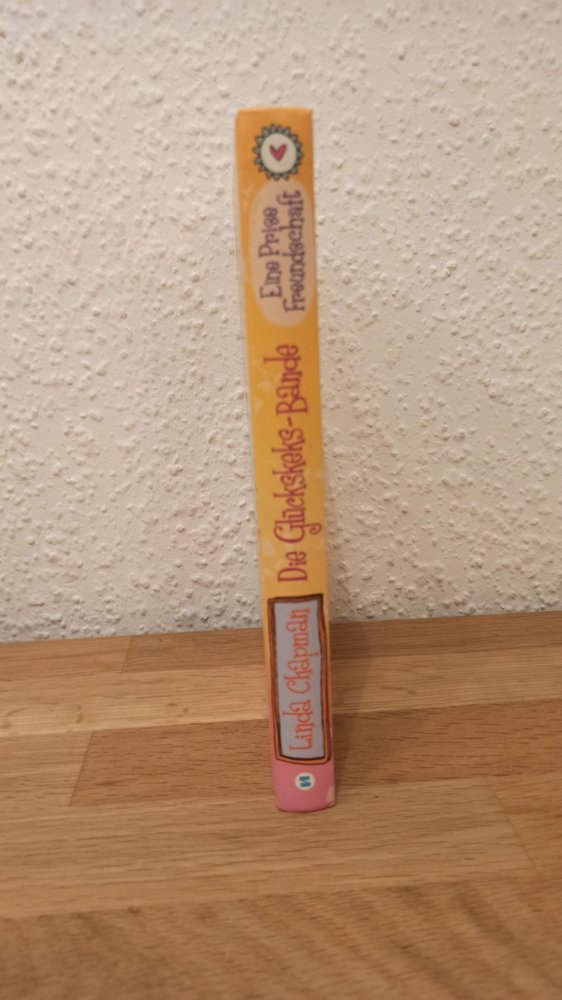 Linda Chapman
Die Glückskeks-Bande
Eine Prise
Freundschaft